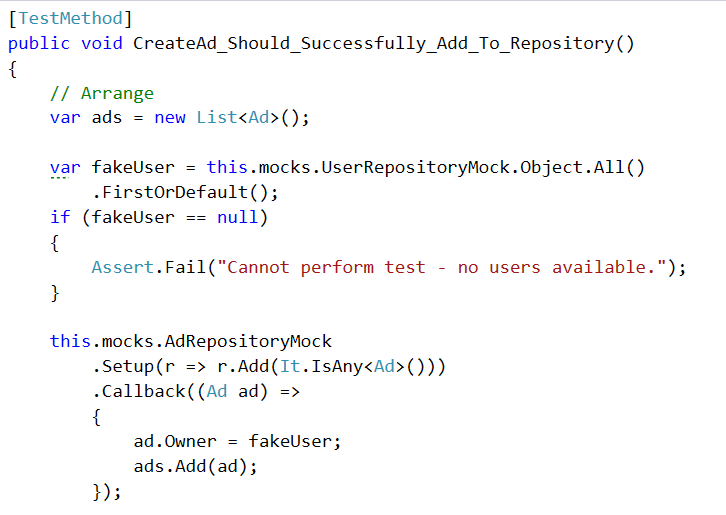 [TestMethod]
public void CreateAd_Should_Successfully_Add_To_Repository()
{
    // Arrange
    var ads = new List<Ad>();

    var fakeUser = this.mocks.UserRepositoryMock.Object.All()
        .FirstOrDefault();
    if (fakeUser == null)
    {
        Assert.Fail("Cannot perform test - no users available.");
    }

    this.mocks.AdRepositoryMock
        .Setup(r => r.Add(It.IsAny<Ad>()))
        .Callback((Ad ad) =>
        {
            ad.Owner = fakeUser;
            ads.Add(ad);
        });